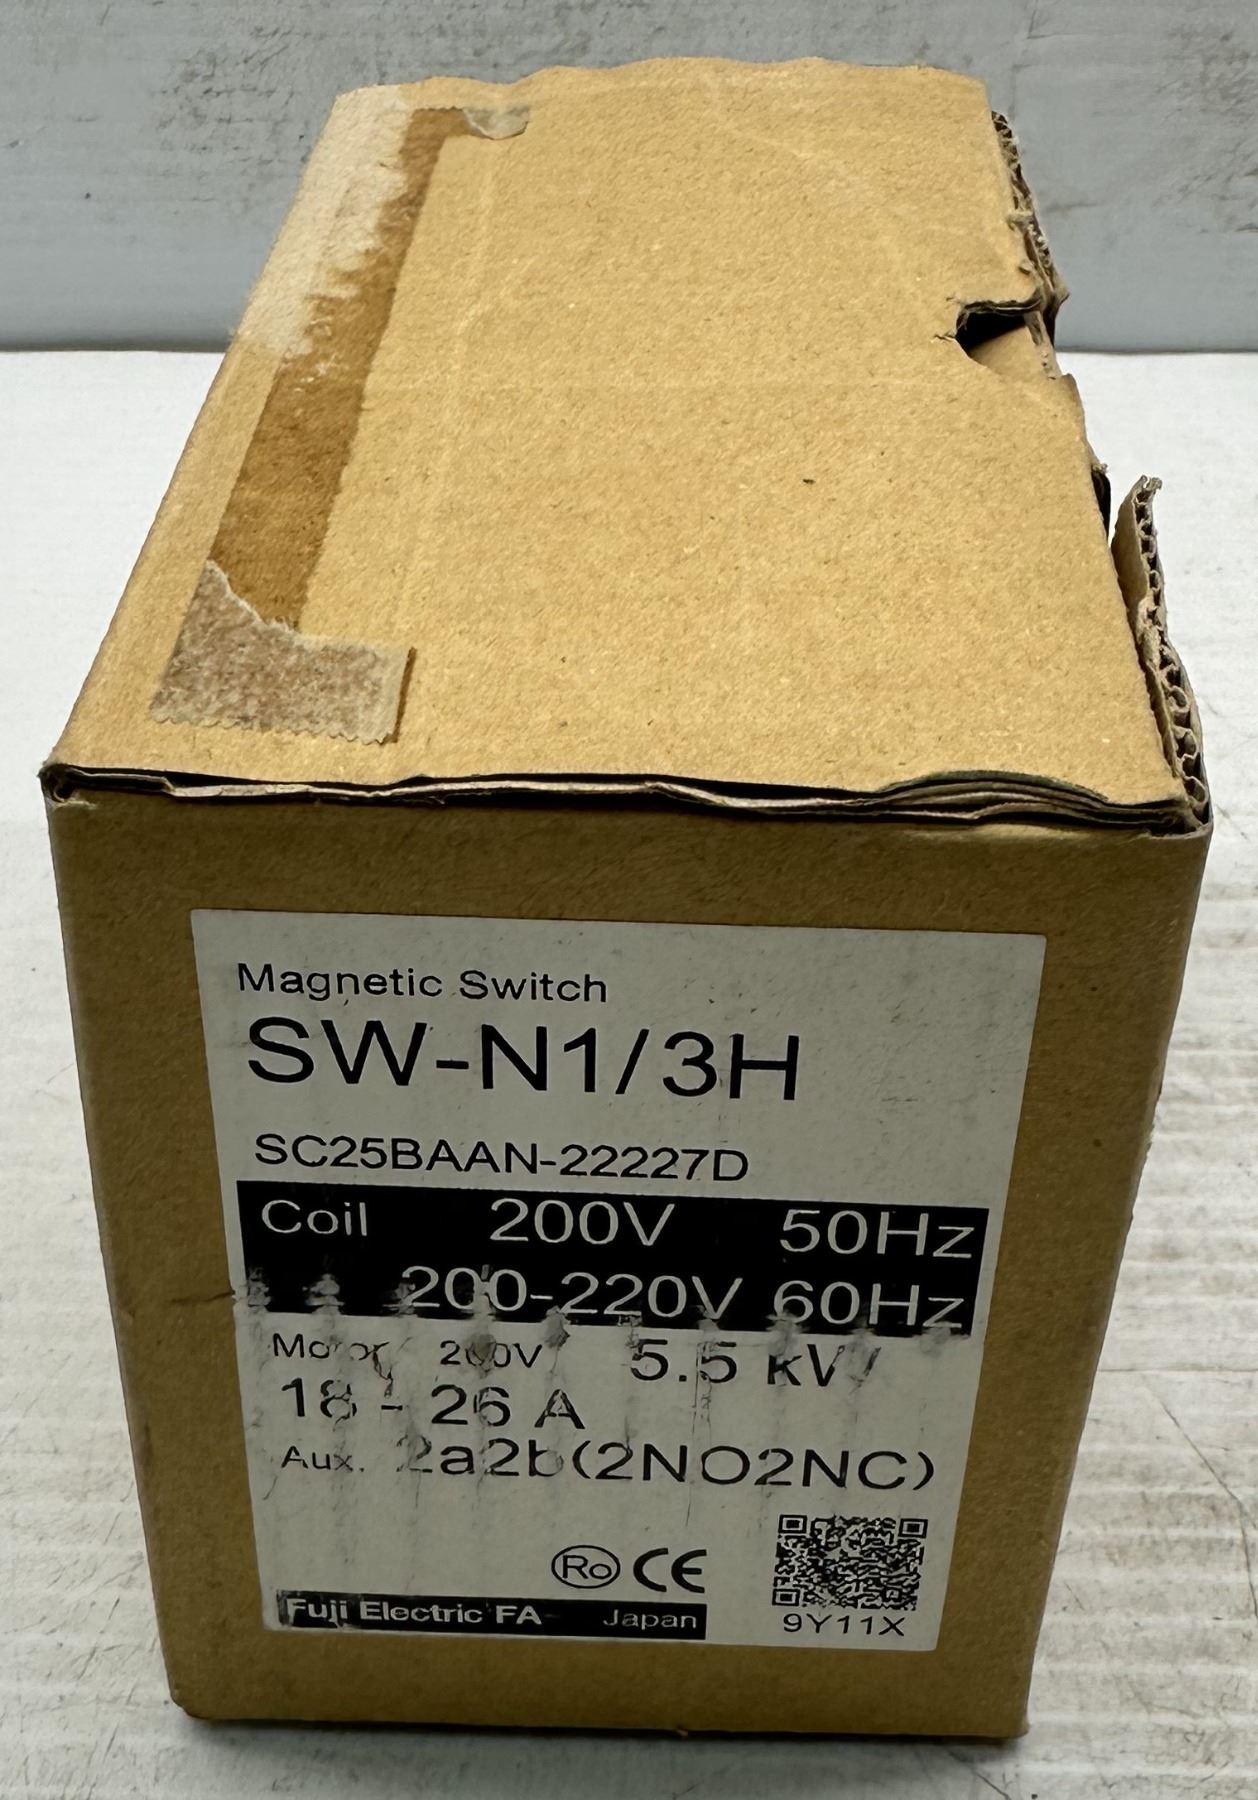 Magnetic Switch
SW-N1/3H
SC25BAAN-22227D
Coil 200V 50Hz
200-220V 60Hz
Motor 200V 5.5 kW
18 - 26 A
Aux. 2a2b(2NO2NC)
Ro CE
Fuji Electric FA Japan
9Y11X